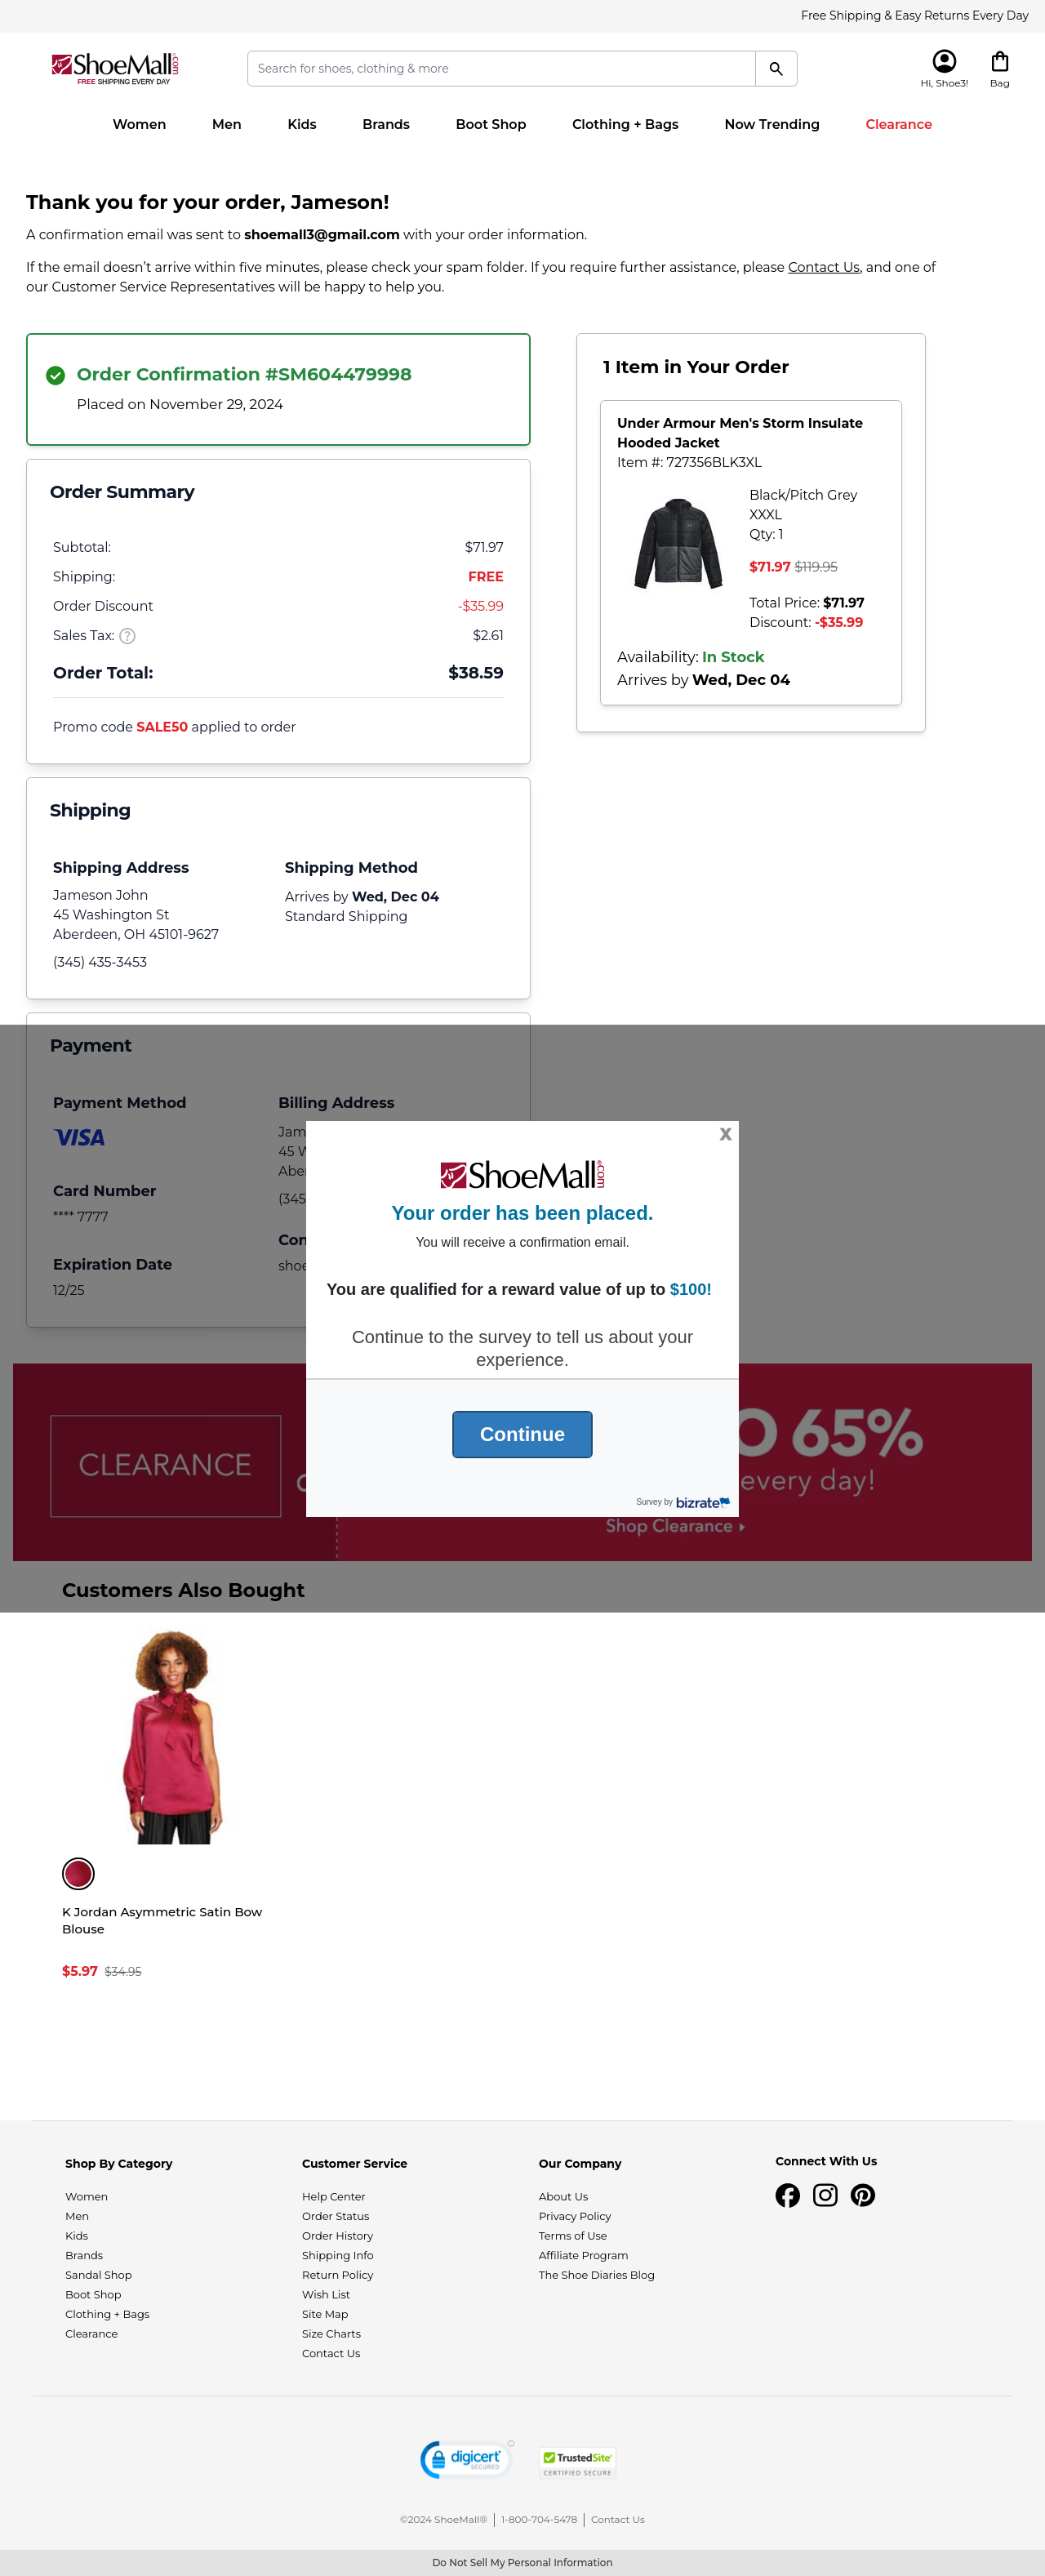 Free Shipping & Easy Returns Every Day
ShoeMall.com
FREE SHIPPING EVERY DAY
Search for shoes, clothing & more
Hi, Shoe3!
Bag
Women
Men
Kids
Brands
Boot Shop
Clothing + Bags
Now Trending
Clearance
Thank you for your order, Jameson!
A confirmation email was sent to shoemall3@gmail.com with your order information.
If the email doesn’t arrive within five minutes, please check your spam folder. If you require further assistance, please Contact Us, and one of
our Customer Service Representatives will be happy to help you.
Order Confirmation #SM604479998
Placed on November 29, 2024
Order Summary
Subtotal: $71.97
Shipping: FREE
Order Discount -$35.99
Sales Tax: ? $2.61
Order Total: $38.59
Promo code SALE50 applied to order
1 Item in Your Order
Under Armour Men's Storm Insulate
Hooded Jacket
Item #: 727356BLK3XL
Black/Pitch Grey
XXXL
Qty: 1
$71.97 $119.95
Total Price: $71.97
Discount: -$35.99
Availability: In Stock
Arrives by Wed, Dec 04
Shipping
Shipping Address
Jameson John
45 Washington St
Aberdeen, OH 45101-9627
(345) 435-3453
Shipping Method
Arrives by Wed, Dec 04
Standard Shipping
Payment
Payment Method
VISA
Card Number
**** 7777
Expiration Date
12/25
Billing Address
Jam
45 W
Aber
(345
Con
shoe
X
ShoeMall.com
Your order has been placed.
You will receive a confirmation email.
You are qualified for a reward value of up to $100!
Continue to the survey to tell us about your
experience.
Continue
Survey by bizrate
CLEARANCE
O 65%
every day!
Shop Clearance
Customers Also Bought
K Jordan Asymmetric Satin Bow
Blouse
$5.97 $34.95
Shop By Category
Women
Men
Kids
Brands
Sandal Shop
Boot Shop
Clothing + Bags
Clearance
Customer Service
Help Center
Order Status
Order History
Shipping Info
Return Policy
Wish List
Site Map
Size Charts
Contact Us
Our Company
About Us
Privacy Policy
Terms of Use
Affiliate Program
The Shoe Diaries Blog
Connect With Us
digicert
SECURED
TrustedSite
CERTIFIED SECURE
©2024 ShoeMall® | 1-800-704-5478 | Contact Us
Do Not Sell My Personal Information